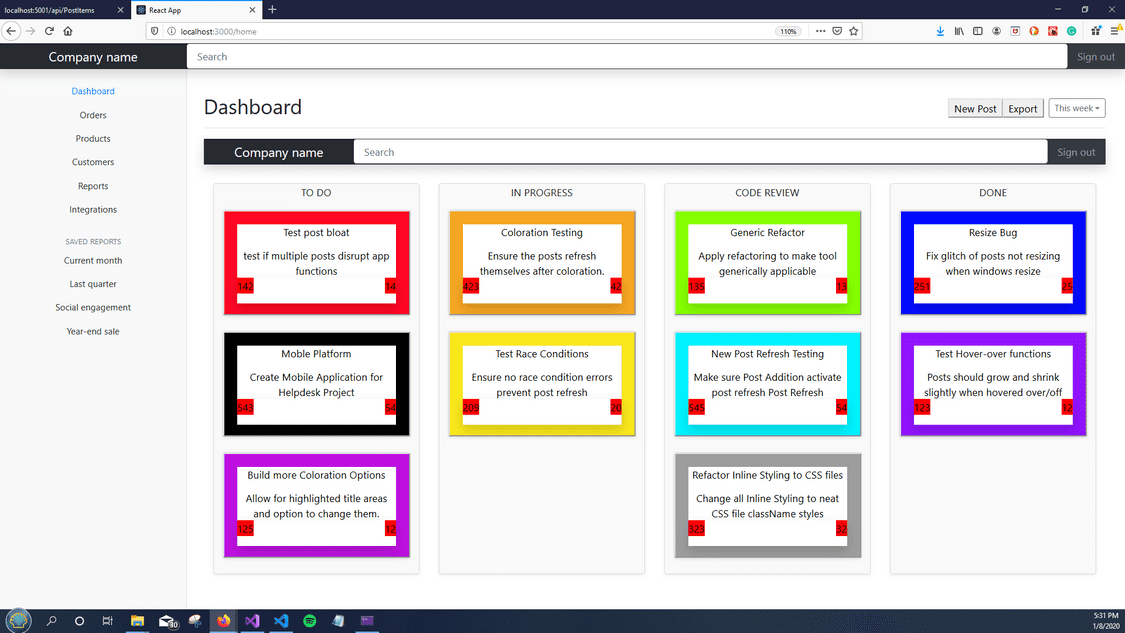 localhost:5001/api/PostItems
React App
localhost:3000/home
110%
Company name
Search
Sign out
Dashboard
Orders
Products
Customers
Reports
Integrations
SAVED REPORTS
Current month
Last quarter
Social engagement
Year-end sale
Dashboard
New Post
Export
This week
Company name
Search
Sign out
TO DO
Test post bloat
test if multiple posts disrupt app
functions
142 14
Moble Platform
Create Mobile Application for
Helpdesk Project
543 54
Build more Coloration Options
Allow for highlighted title areas
and option to change them.
125 12
IN PROGRESS
Coloration Testing
Ensure the posts refresh
themselves after coloration.
423 42
Test Race Conditions
Ensure no race condition errors
prevent post refresh
209 20
CODE REVIEW
Generic Refactor
Apply refactoring to make tool
generically applicable
135 13
New Post Refresh Testing
Make sure Post Addition activate
post refresh Post Refresh
545 54
Refactor Inline Styling to CSS files
Change all Inline Styling to neat
CSS file className styles
323 32
DONE
Resize Bug
Fix glitch of posts not resizing
when windows resize
251 25
Test Hover-over functions
Posts should grow and shrink
slightly when hovered over/off
123 12
30
5:31 PM
1/8/2020